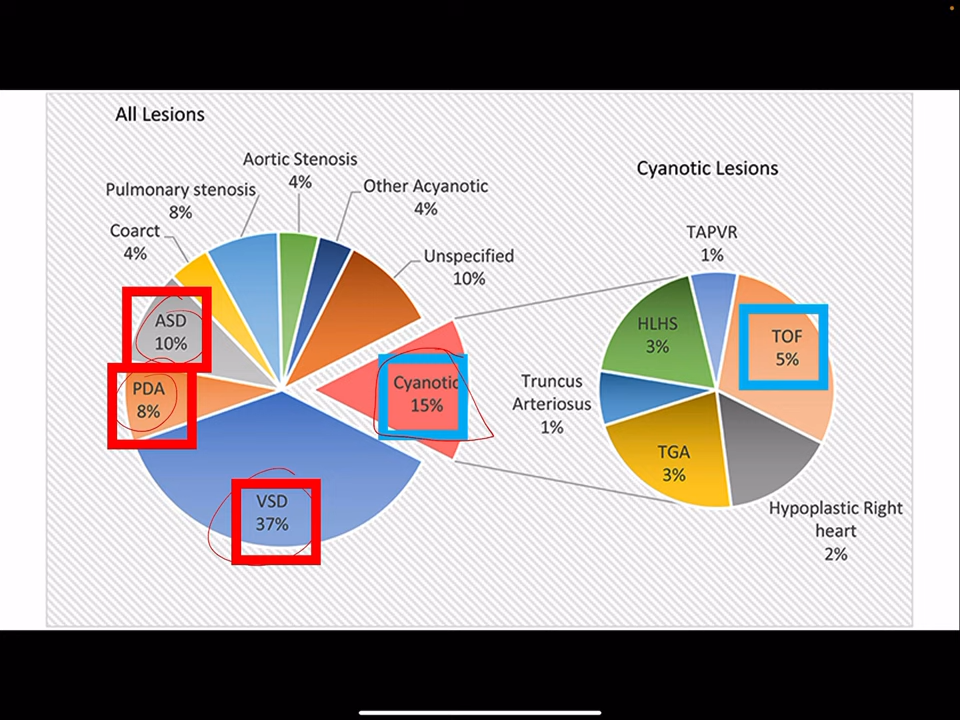 All Lesions
Aortic Stenosis
4%
Pulmonary stenosis
8%
Other Acyanotic
4%
Coarct
4%
Unspecified
10%
ASD
10%
PDA
8%
VSD
37%
Cyanotic
15%
Cyanotic Lesions
TAPVR
1%
HLHS
3%
TOF
5%
Truncus
Arteriosus
1%
TGA
3%
Hypoplastic Right
heart
2%